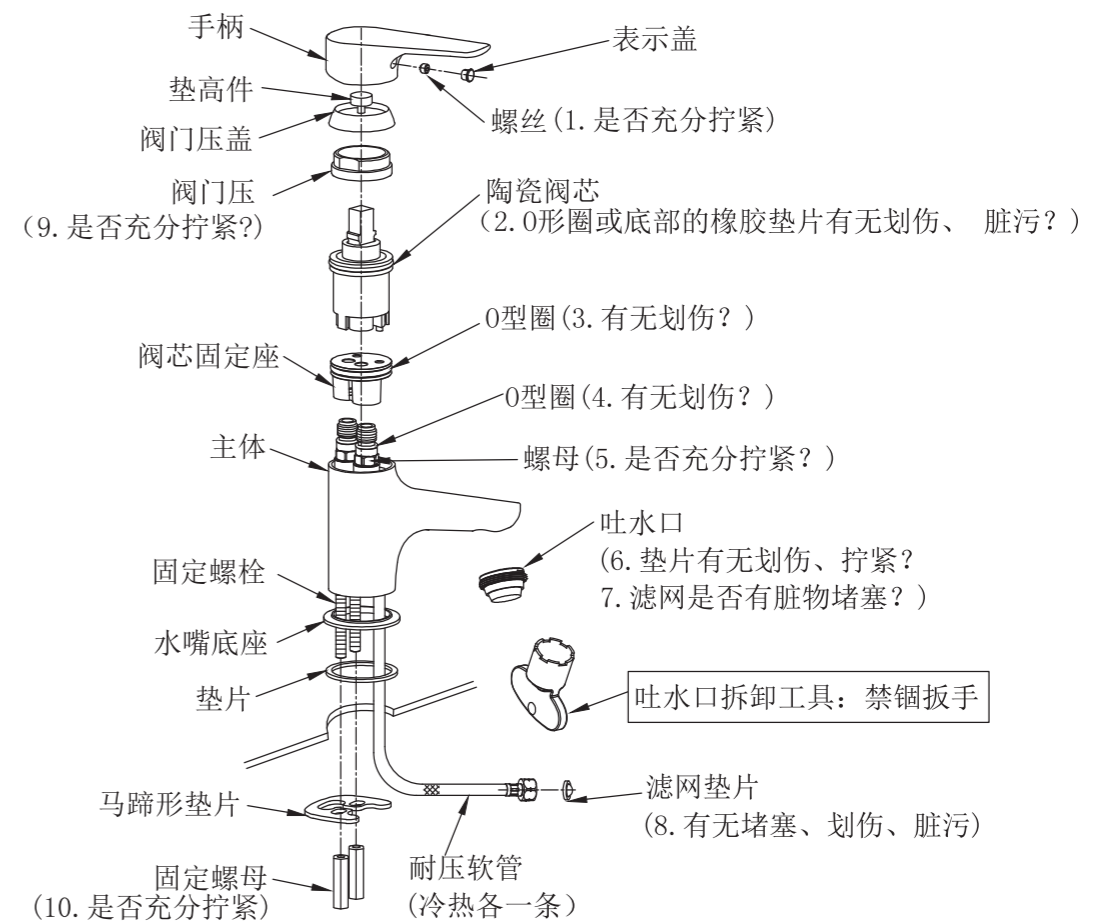 手柄
表示盖
垫高件
螺丝(1.是否充分拧紧)
阀门压盖
阀门压
(9.是否充分拧紧?)
陶瓷阀芯
(2.O形圈或底部的橡胶垫片有无划伤、 脏污?)
O型圈(3.有无划伤?)
阀芯固定座
O型圈(4.有无划伤?)
主体
螺母(5.是否充分拧紧?)
吐水口
(6.垫片有无划伤、拧紧?
7.滤网是否有脏物堵塞?)
固定螺栓
水嘴底座
垫片
吐水口拆卸工具:禁锢扳手
马蹄形垫片
滤网垫片
(8.有无堵塞、划伤、脏污)
固定螺母
(10.是否充分拧紧)
耐压软管
(冷热各一条)